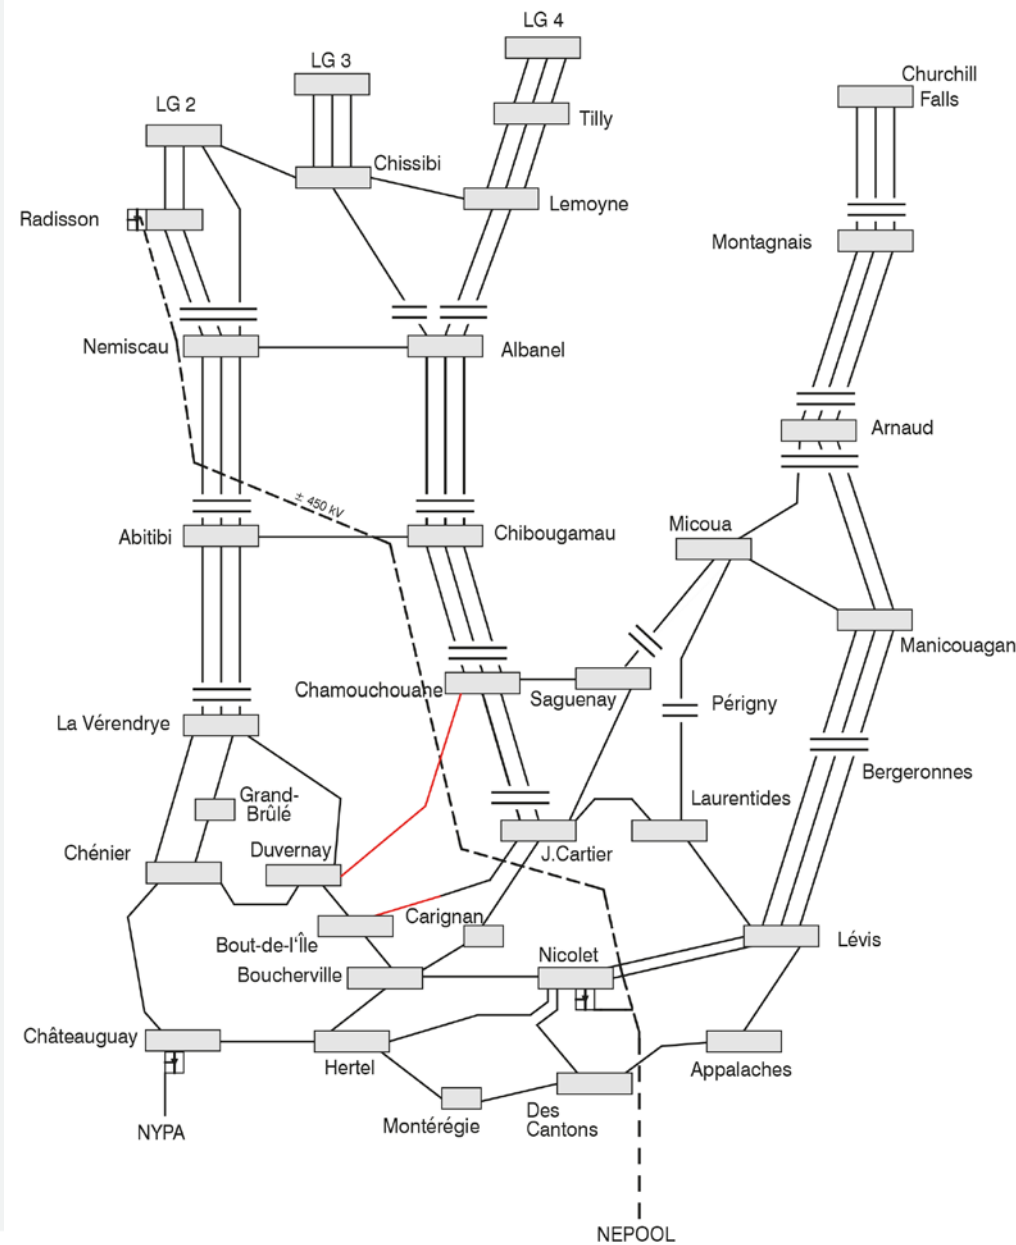 LG 4
LG 3
Churchill
Falls
LG 2
Tilly
Chissibi
Lemoyne
Radisson
Montagnais
Nemiscau
Albanel
Arnaud
± 450 kV
Micoua
Abitibi
Chibougamau
Manicouagan
Chamouchouane
Saguenay
Périgny
La Vérendrye
Bergeronnes
Grand-
Brûlé
Laurentides
Chénier
Duvernay
J.Cartier
Carignan
Bout-de-l'Île
Lévis
Nicolet
Boucherville
Châteauguay
Hertel
Appalaches
Montérégie
Des
Cantons
NYPA
NEPOOL